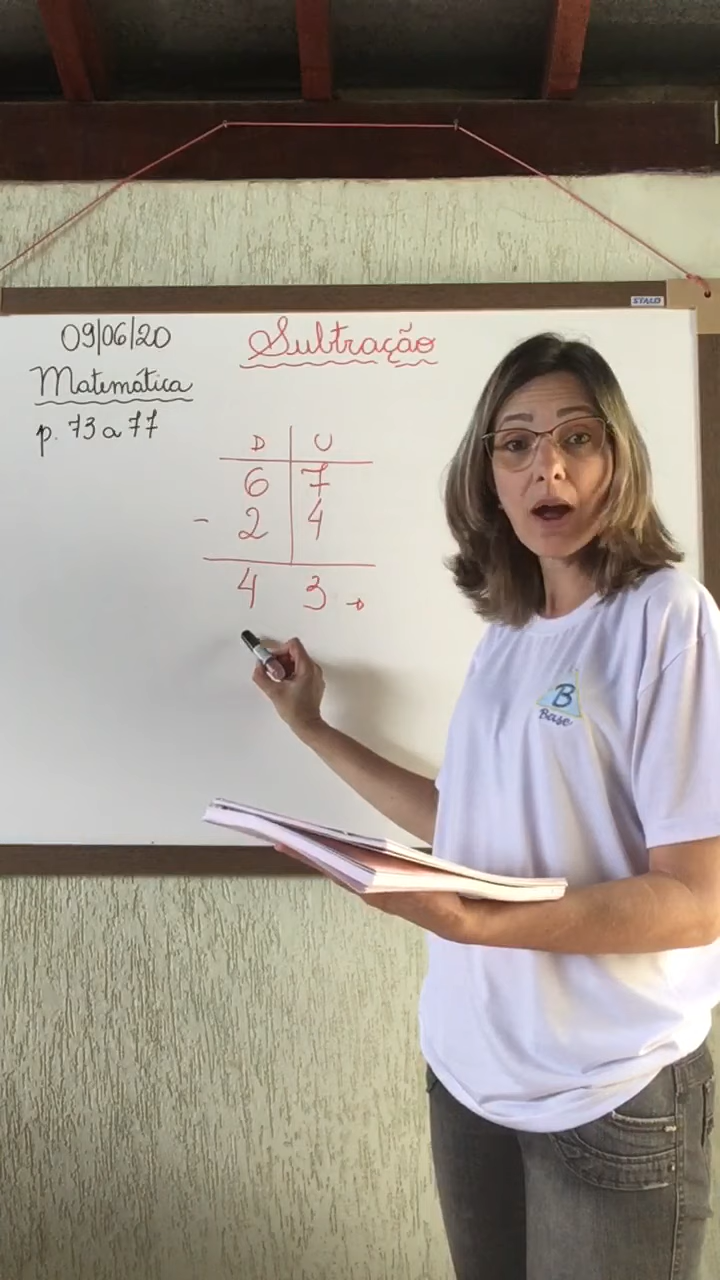 STALO
09/06/20
Subtração
Matemática
p. 73 a 77
D U
6 7
- 2 4
4 3 →
B
Base